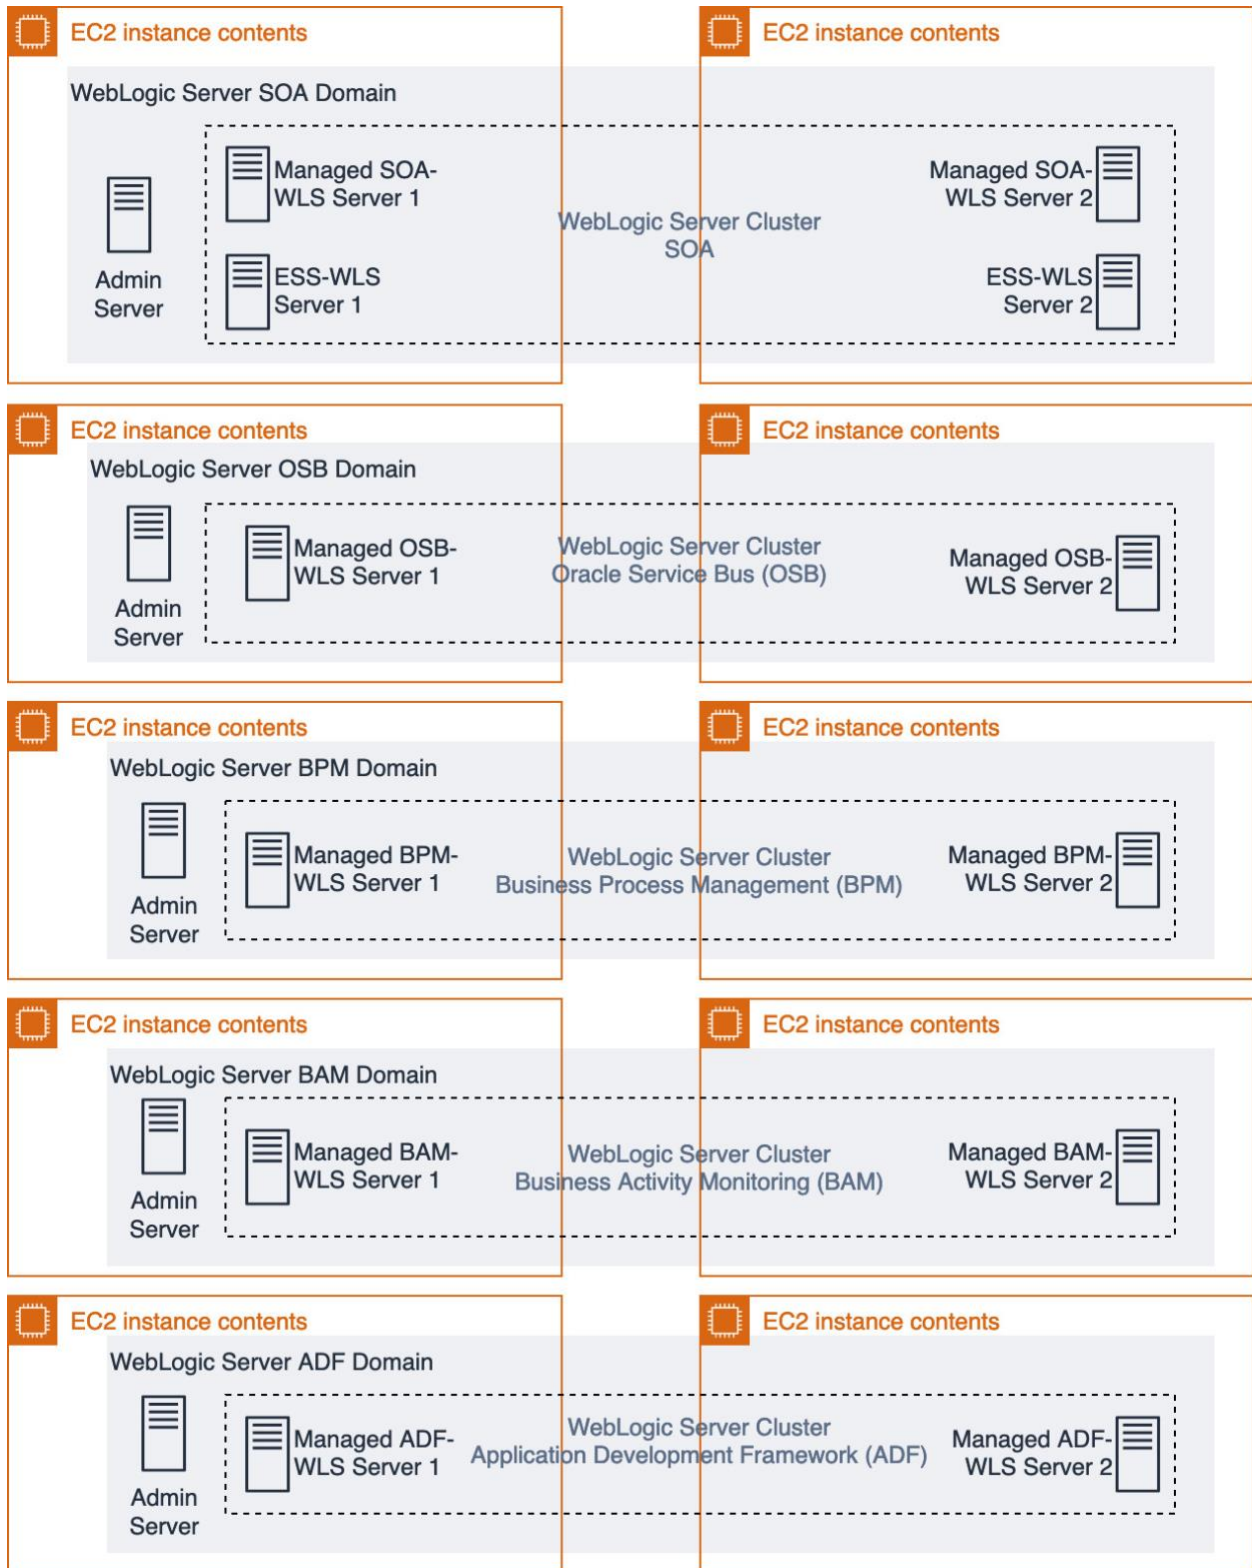 EC2 instance contents
EC2 instance contents
WebLogic Server SOA Domain
Managed SOA-
WLS Server 1
Managed SOA-
WLS Server 2
WebLogic Server Cluster
SOA
Admin
Server
ESS-WLS
Server 1
ESS-WLS
Server 2
EC2 instance contents
EC2 instance contents
WebLogic Server OSB Domain
Managed OSB-
WLS Server 1
WebLogic Server Cluster
Oracle Service Bus (OSB)
Managed OSB-
WLS Server 2
Admin
Server
EC2 instance contents
EC2 instance contents
WebLogic Server BPM Domain
Managed BPM-
WLS Server 1
WebLogic Server Cluster
Business Process Management (BPM)
Managed BPM-
WLS Server 2
Admin
Server
EC2 instance contents
EC2 instance contents
WebLogic Server BAM Domain
Managed BAM-
WLS Server 1
WebLogic Server Cluster
Business Activity Monitoring (BAM)
Managed BAM-
WLS Server 2
Admin
Server
EC2 instance contents
EC2 instance contents
WebLogic Server ADF Domain
Managed ADF-
WLS Server 1
WebLogic Server Cluster
Application Development Framework (ADF)
Managed ADF-
WLS Server 2
Admin
Server